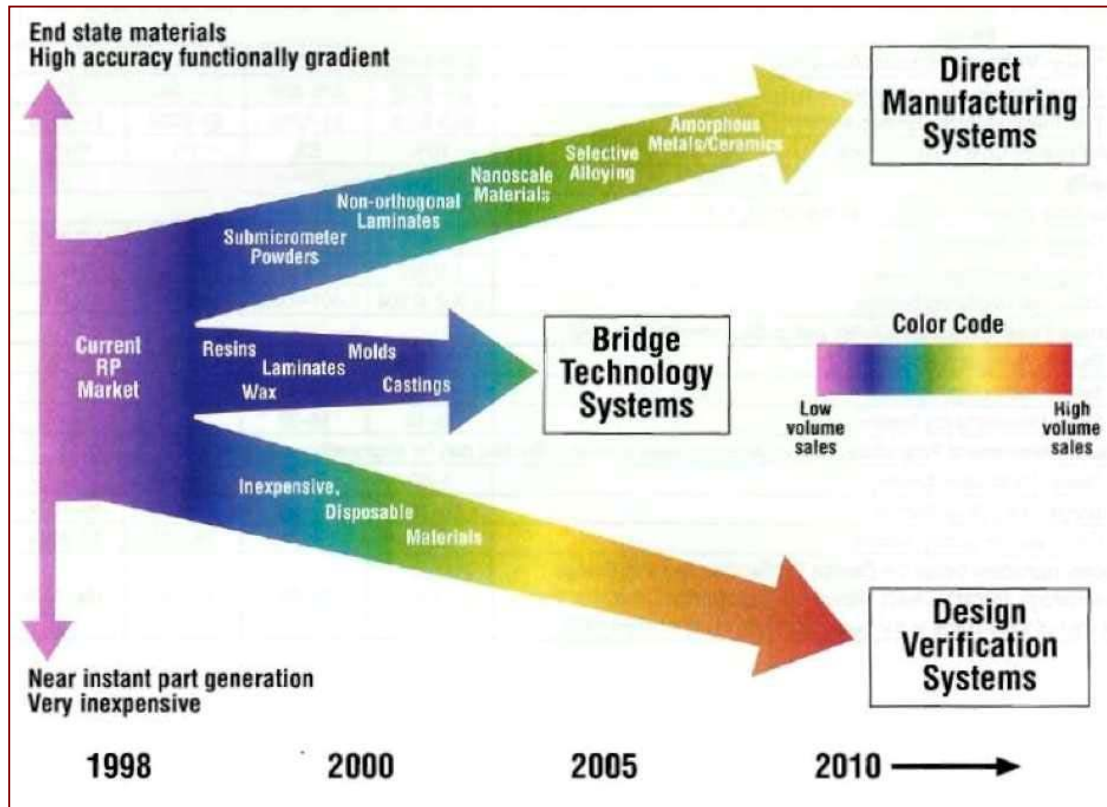 End state materials
High accuracy functionally gradient
Direct
Manufacturing
Systems
Amorphous
Metals/Ceramics
Selective
Alloying
Nanoscale
Materials
Non-orthogonal
Laminates
Submicrometer
Powders
Current
RP
Market
Resins
Laminates
Wax
Molds
Castings
Bridge
Technology
Systems
Color Code
Low
volume
sales
High
volume
sales
Inexpensive,
Disposable
Materials
Design
Verification
Systems
Near instant part generation
Very inexpensive
1998
2000
2005
2010